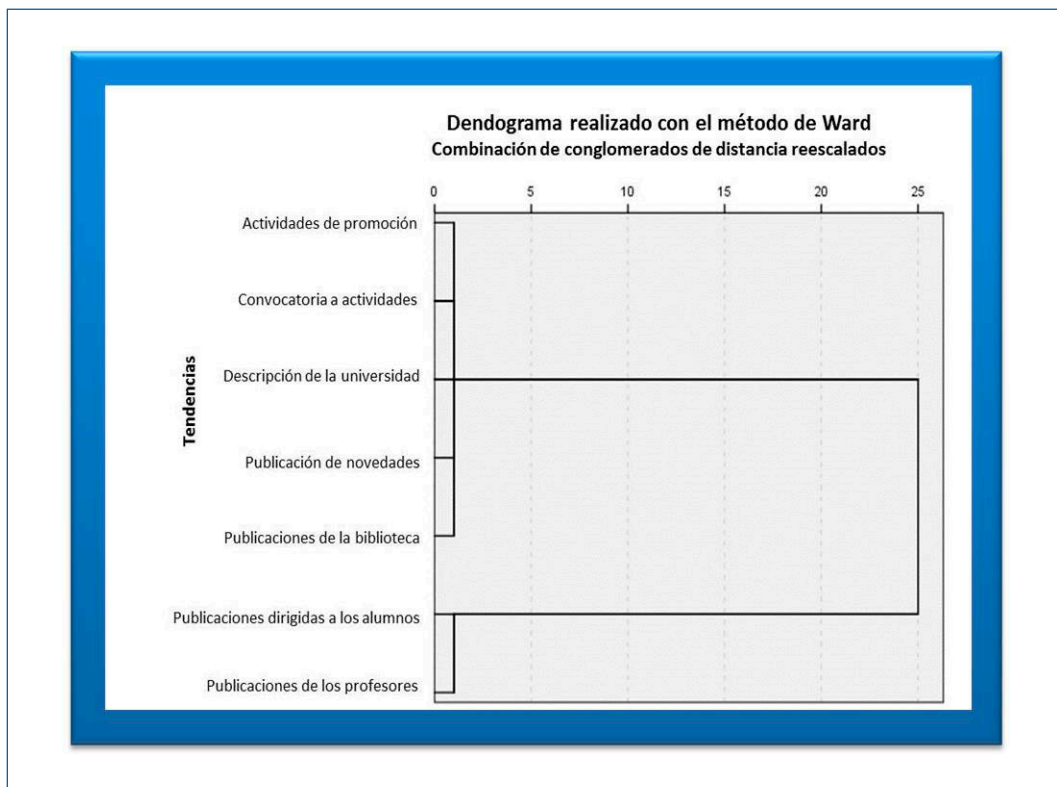 Dendograma realizado con el método de Ward
Combinación de conglomerados de distancia reescalados
0 5 10 15 20 25
Tendencias
Actividades de promoción
Convocatoria a actividades
Descripción de la universidad
Publicación de novedades
Publicaciones de la biblioteca
Publicaciones dirigidas a los alumnos
Publicaciones de los profesores